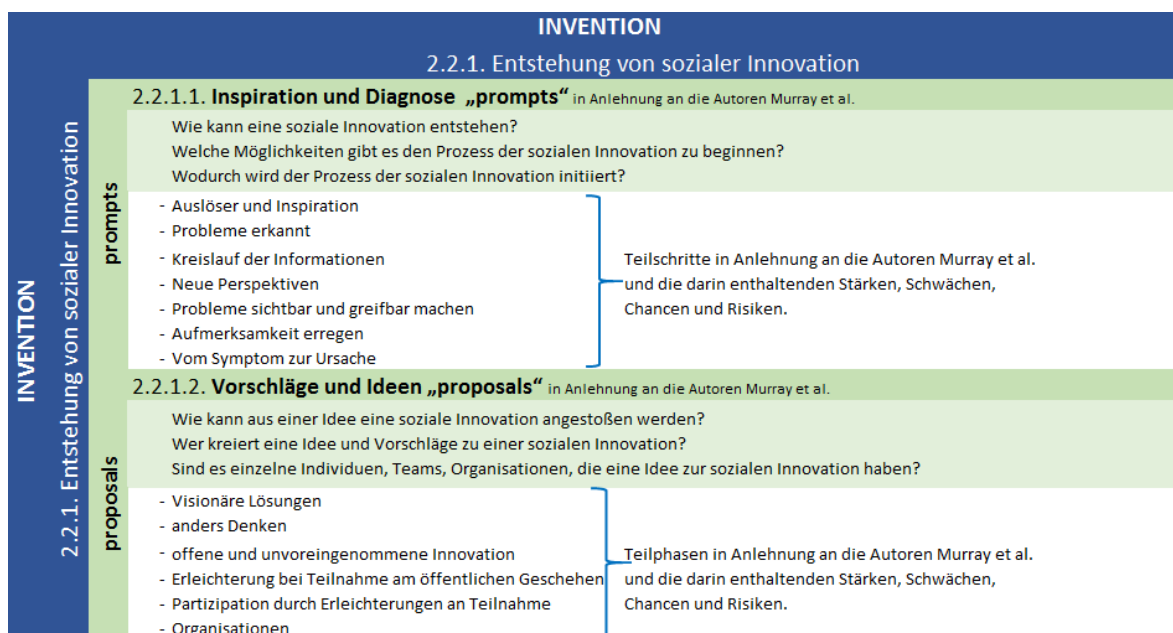 INVENTION
2.2.1. Entstehung von sozialer Innovation
INVENTION
2.2.1. Entstehung von sozialer Innovation
prompts
2.2.1.1. Inspiration und Diagnose „prompts“ in Anlehnung an die Autoren Murray et al.
Wie kann eine soziale Innovation entstehen?
Welche Möglichkeiten gibt es den Prozess der sozialen Innovation zu beginnen?
Wodurch wird der Prozess der sozialen Innovation initiiert?
- Auslöser und Inspiration
- Probleme erkannt
- Kreislauf der Informationen
- Neue Perspektiven
- Probleme sichtbar und greifbar machen
- Aufmerksamkeit erregen
- Vom Symptom zur Ursache
Teilschritte in Anlehnung an die Autoren Murray et al.
und die darin enthaltenden Stärken, Schwächen,
Chancen und Risiken.
proposals
2.2.1.2. Vorschläge und Ideen „proposals“ in Anlehnung an die Autoren Murray et al.
Wie kann aus einer Idee eine soziale Innovation angestoßen werden?
Wer kreiert eine Idee und Vorschläge zu einer sozialen Innovation?
Sind es einzelne Individuen, Teams, Organisationen, die eine Idee zur sozialen Innovation haben?
- Visionäre Lösungen
- anders Denken
- offene und unvoreingenommene Innovation
- Erleichterung bei Teilnahme am öffentlichen Geschehen
- Partizipation durch Erleichterungen an Teilnahme
- Organisationen
Teilphasen in Anlehnung an die Autoren Murray et al.
und die darin enthaltenden Stärken, Schwächen,
Chancen und Risiken.